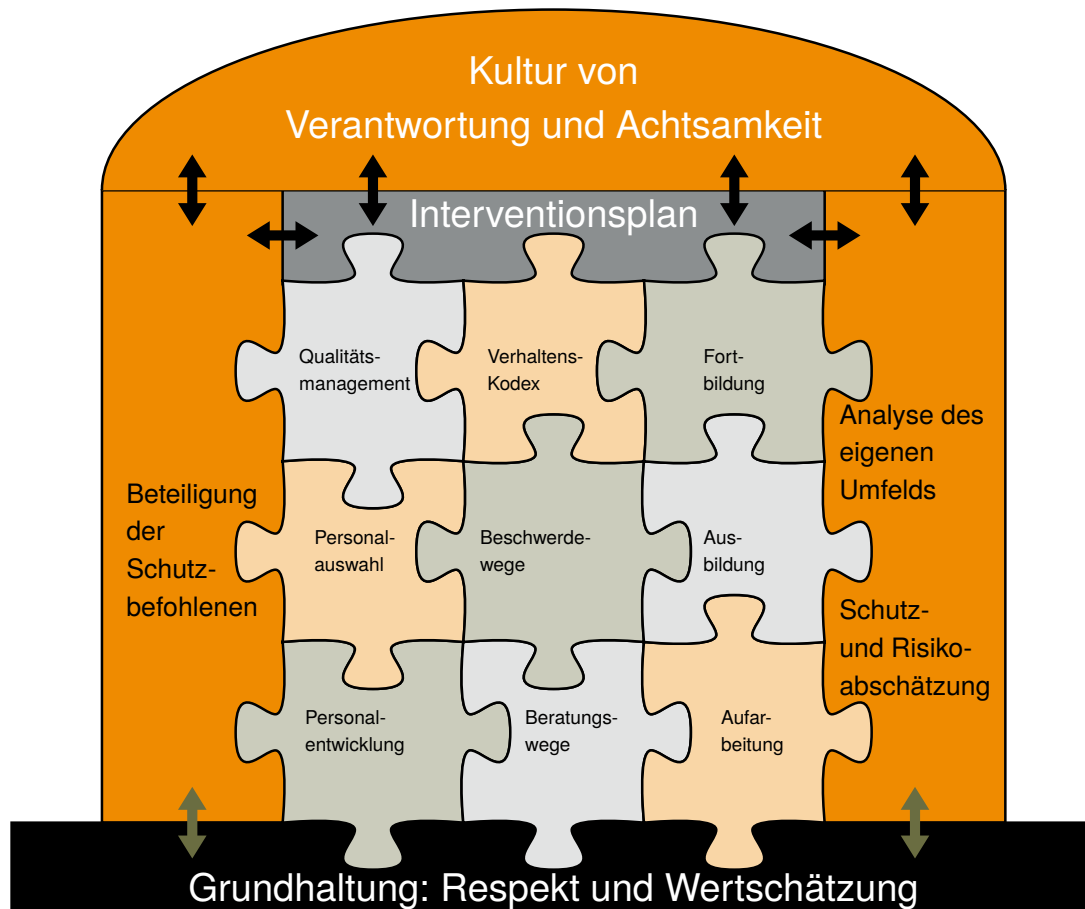 Kultur von
Verantwortung und Achtsamkeit
Interventionsplan
Qualitäts-
management
Verhaltens-
Kodex
Fort-
bildung
Beteiligung
der
Schutz-
befohlenen
Personal-
auswahl
Beschwerde-
wege
Aus-
bildung
Analyse des
eigenen
Umfelds
Schutz-
und Risiko-
abschätzung
Personal-
entwicklung
Beratungs-
wege
Aufar-
beitung
Grundhaltung: Respekt und Wertschätzung